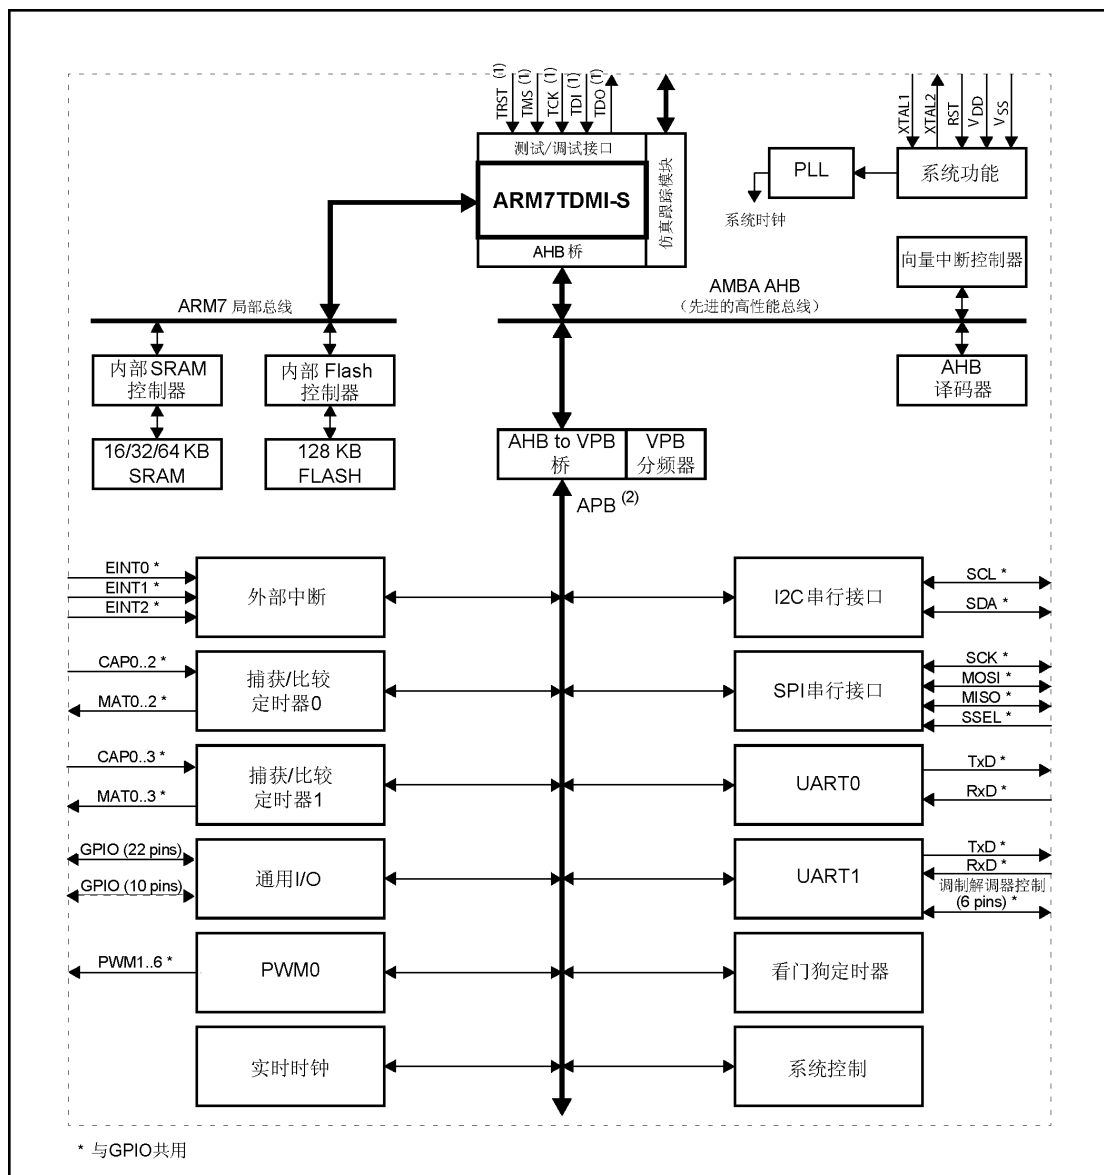 TRST (1)
TMS (1)
TCK (1)
TDI (1)
TDO (1)
XTAL1
XTAL2
RST
VDD
VSS
测试/调试接口
ARM7TDMI-S
AHB 桥
仿真跟踪模块
PLL
系统功能
系统时钟
向量中断控制器
ARM7 局部总线
AMBA AHB
（先进的高性能总线）
内部 SRAM
控制器
内部 Flash
控制器
AHB
译码器
16/32/64 KB
SRAM
128 KB
FLASH
AHB to VPB
桥
VPB
分频器
APB (2)
EINT0 *
EINT1 *
EINT2 *
外部中断
I2C 串行接口
SCL *
SDA *
CAP0..2 *
MAT0..2 *
捕获/比较
定时器0
SPI串行接口
SCK *
MOSI *
MISO *
SSEL *
CAP0..3 *
MAT0..3 *
捕获/比较
定时器1
UART0
TxD *
RxD *
GPIO (22 pins)
GPIO (10 pins)
通用I/O
UART1
TxD *
RxD *
调制解调器控制
(6 pins) *
PWM1..6 *
PWM0
看门狗定时器
实时时钟
系统控制
* 与GPIO共用